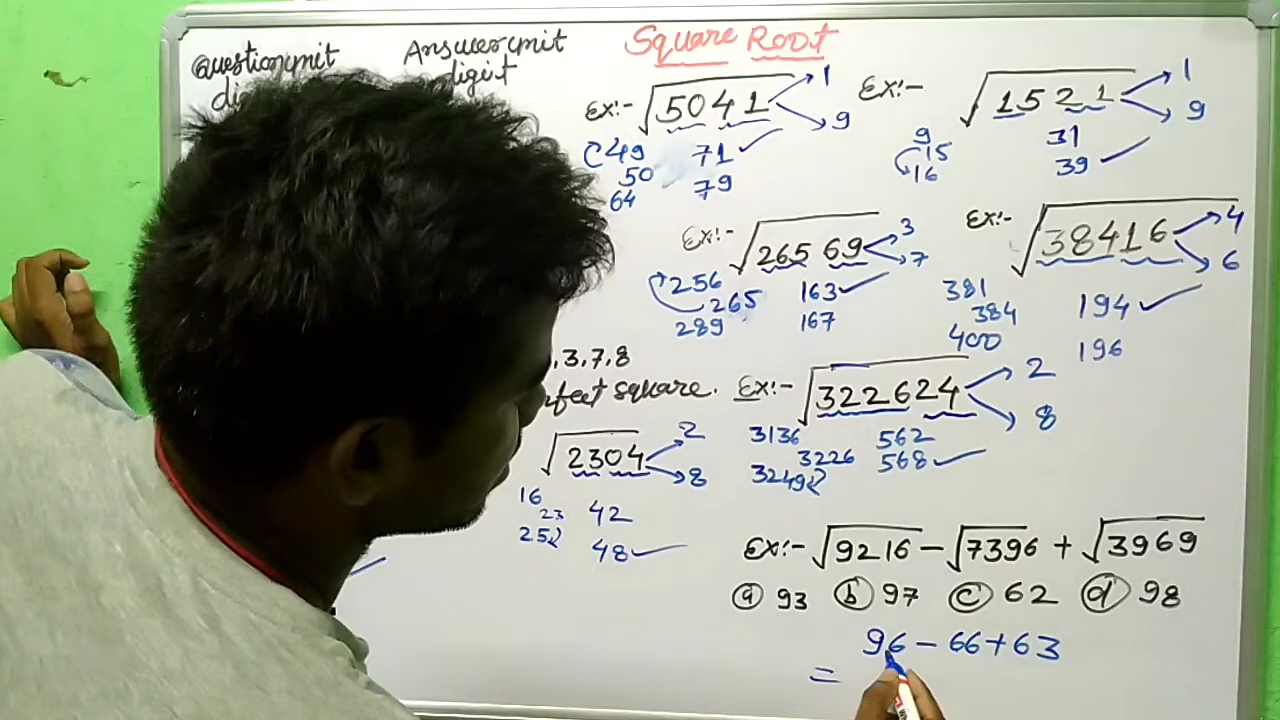 Square Root
Question unit
digit
Answer unit
digit
Ex:- √5041 1 9
49 71 ✓
50 79
64
Ex:- √1521 1 9
9 31
15 39 ✓
16
Ex:- √26569 3 7
256 163 ✓
265 167
289
Ex:- √38416 4 6
381 194 ✓
384 196
400
, 3, 7, 8
square.
√2304 2 8
16 42
23 48 ✓
25
Ex:- √322624 2 8
3136 562
3226 568 ✓
3249
Ex:- √9216 - √7396 + √3969
(a) 93 (b) 97 (c) 62 (d) 98
96 - 66 + 63
=